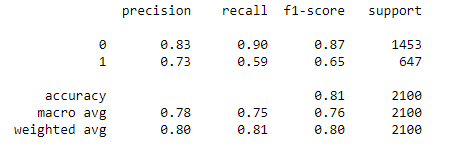 precision recall f1-score support
0 0.83 0.90 0.87 1453
1 0.73 0.59 0.65 647
accuracy 0.81 2100
macro avg 0.78 0.75 0.76 2100
weighted avg 0.80 0.81 0.80 2100